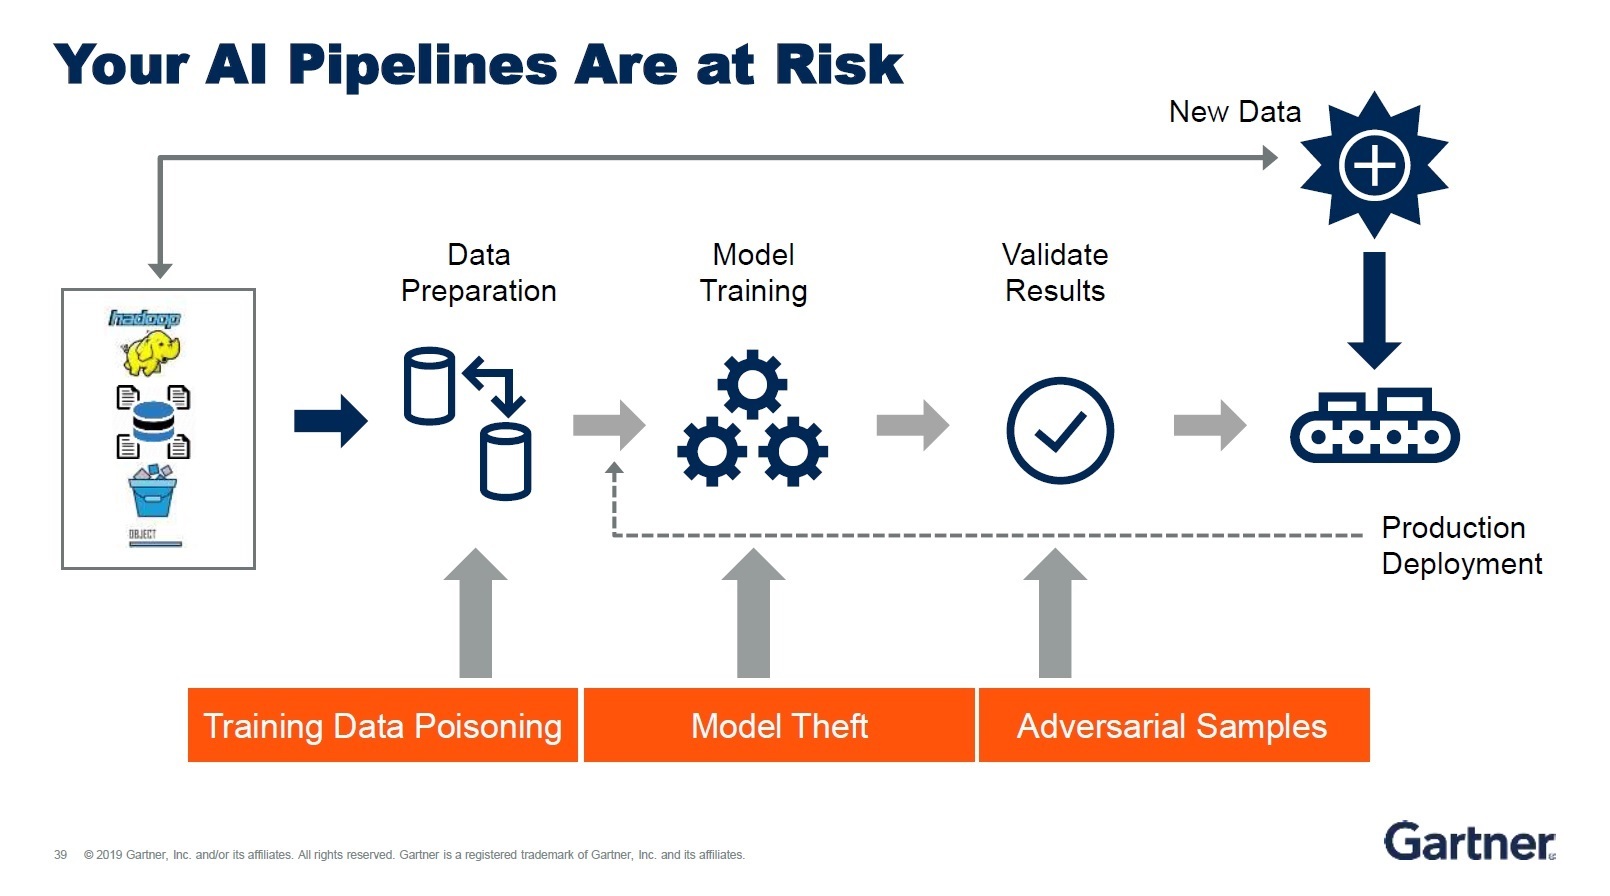 Your AI Pipelines Are at Risk
New Data
Data
Preparation
Model
Training
Validate
Results
hadoop
OBJECT
Production
Deployment
Training Data Poisoning
Model Theft
Adversarial Samples
39 © 2019 Gartner, Inc. and/or its affiliates. All rights reserved. Gartner is a registered trademark of Gartner, Inc. and its affiliates.
Gartner